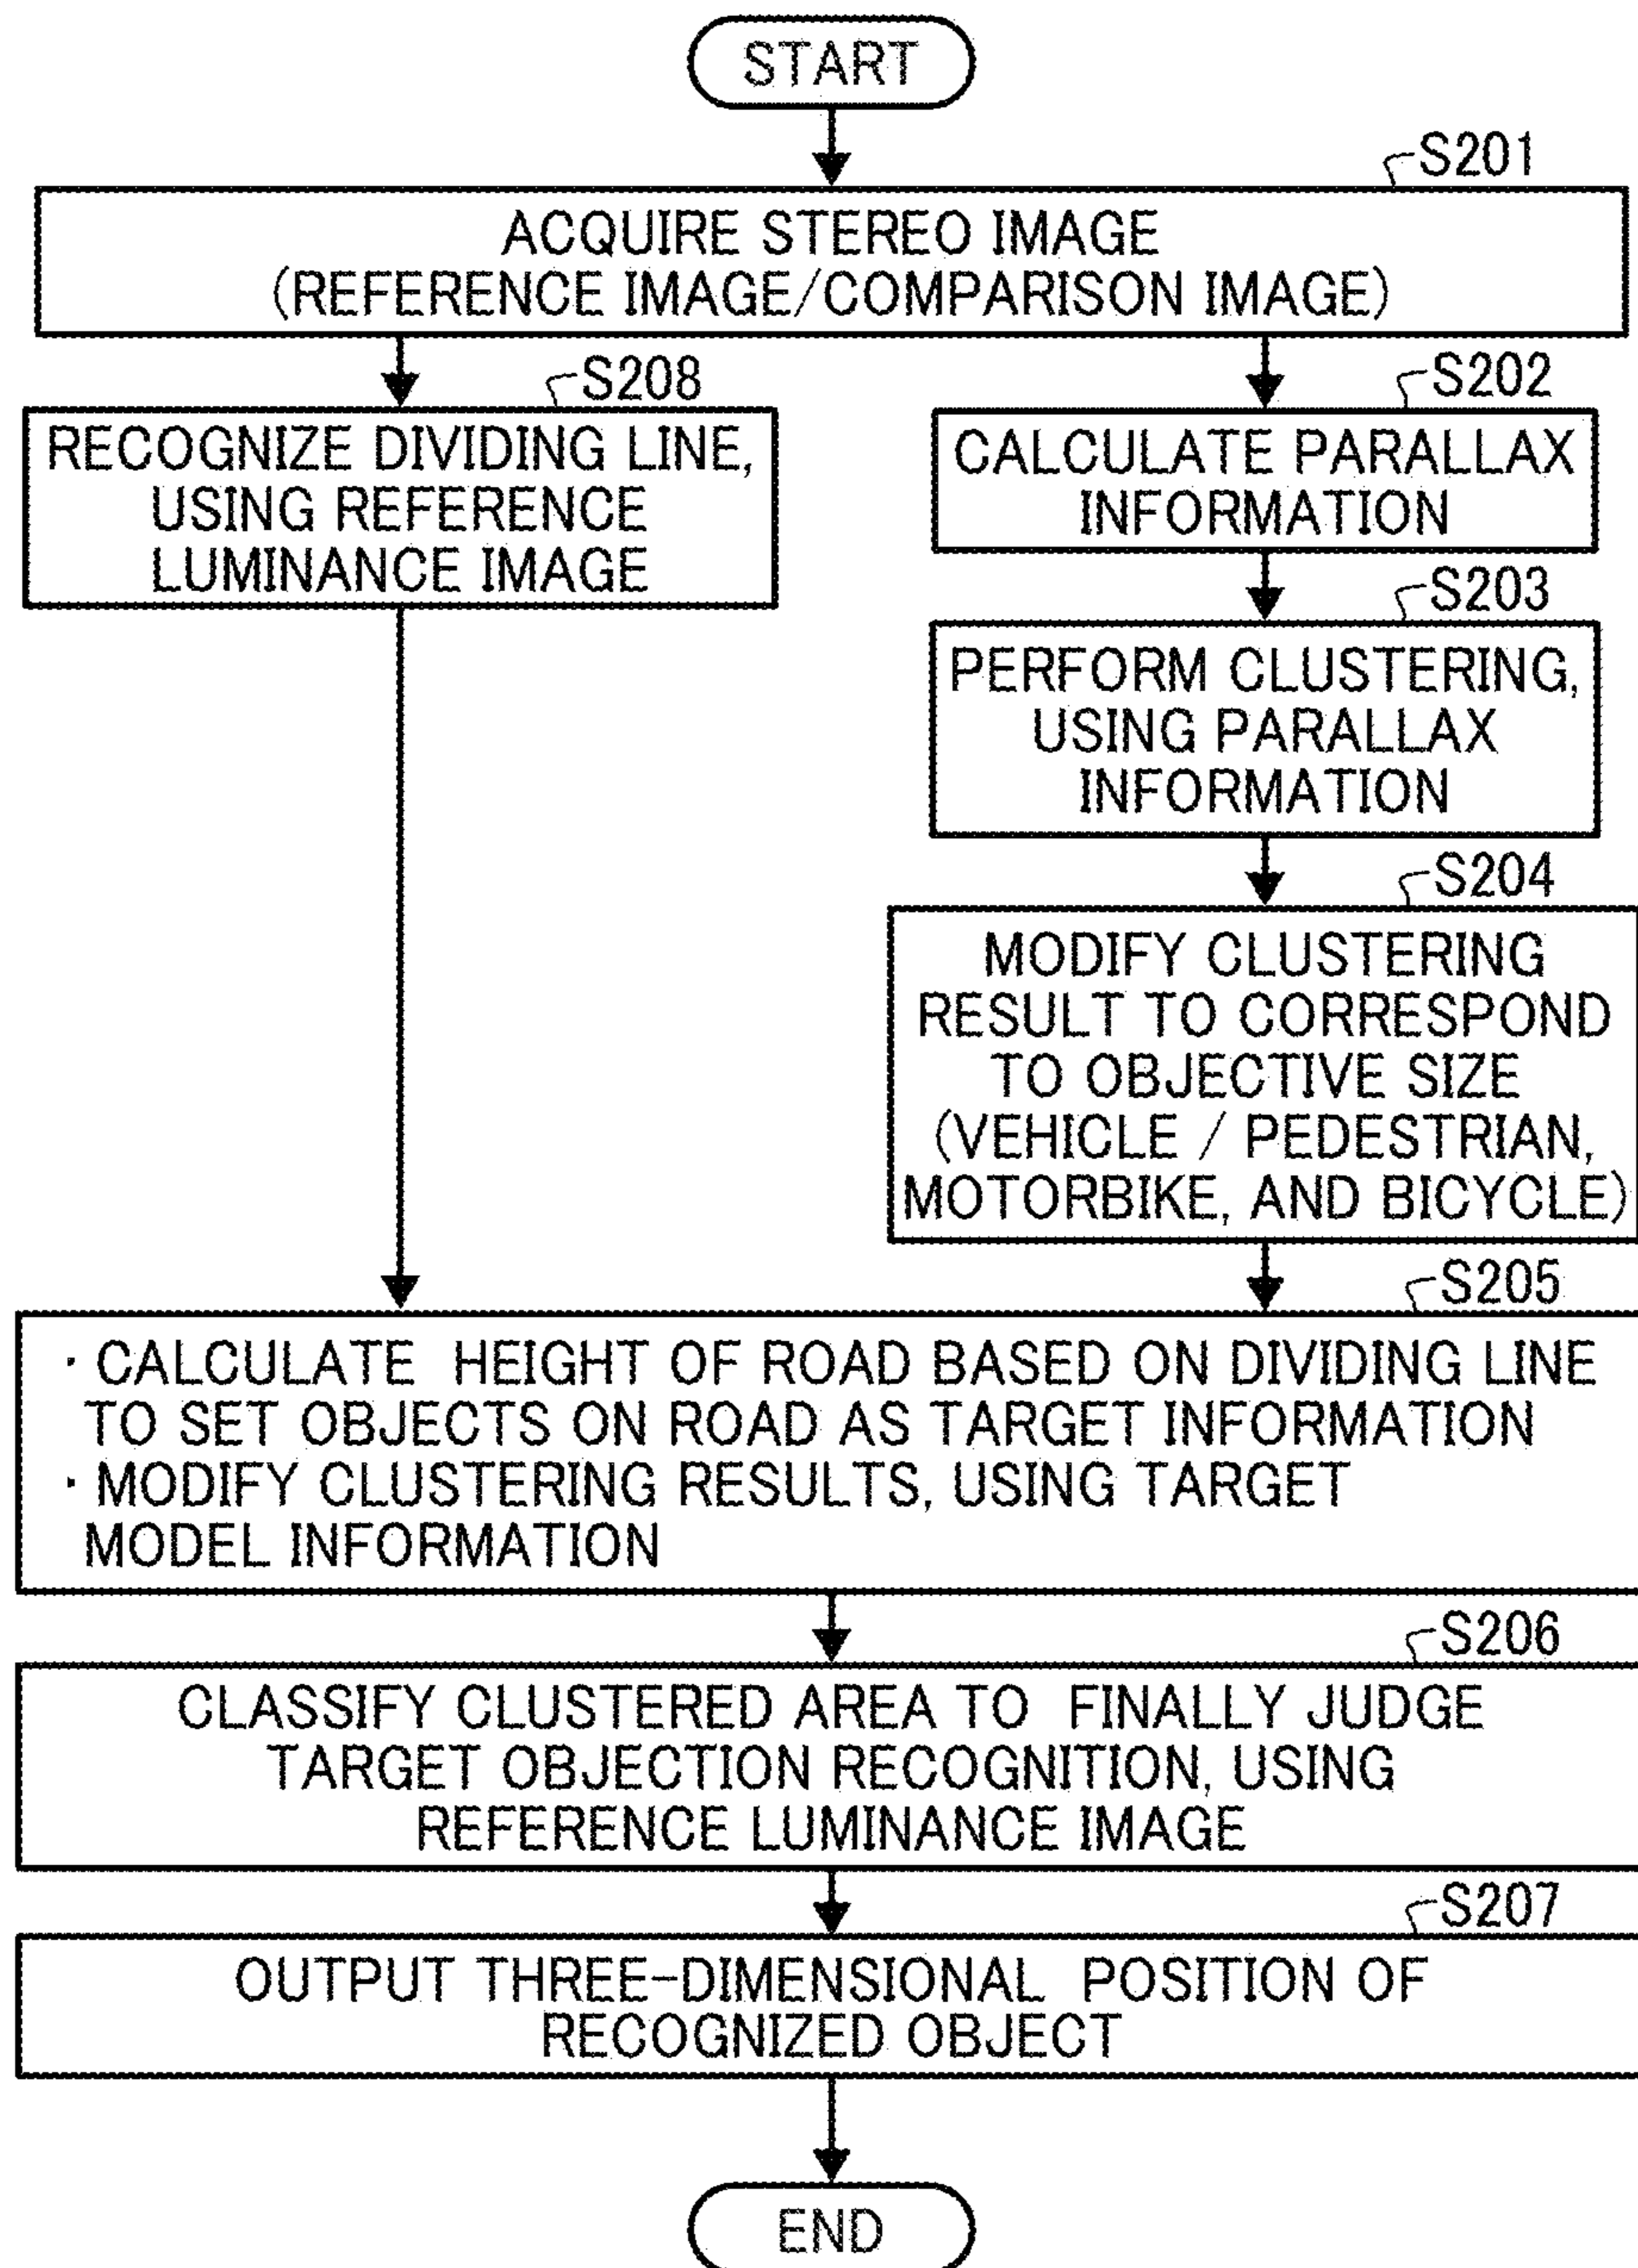 START
S201
ACQUIRE STEREO IMAGE
(REFERENCE IMAGE/COMPARISON IMAGE)
S208
RECOGNIZE DIVIDING LINE,
USING REFERENCE
LUMINANCE IMAGE
S202
CALCULATE PARALLAX
INFORMATION
S203
PERFORM CLUSTERING,
USING PARALLAX
INFORMATION
S204
MODIFY CLUSTERING
RESULT TO CORRESPOND
TO OBJECTIVE SIZE
(VEHICLE / PEDESTRIAN,
MOTORBIKE, AND BICYCLE)
S205
· CALCULATE HEIGHT OF ROAD BASED ON DIVIDING LINE
TO SET OBJECTS ON ROAD AS TARGET INFORMATION
· MODIFY CLUSTERING RESULTS, USING TARGET
MODEL INFORMATION
S206
CLASSIFY CLUSTERED AREA TO FINALLY JUDGE
TARGET OBJECTION RECOGNITION, USING
REFERENCE LUMINANCE IMAGE
S207
OUTPUT THREE-DIMENSIONAL POSITION OF
RECOGNIZED OBJECT
END